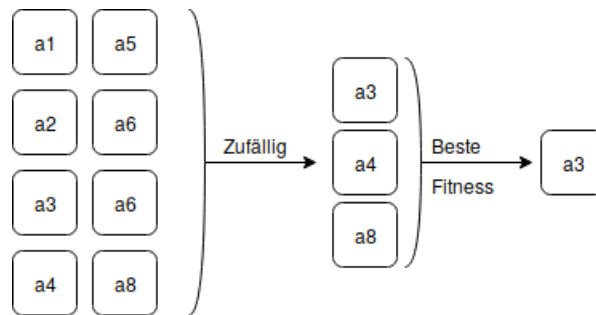 a1 a5
a2 a6
a3 a6
a4 a8
Zufällig
a3
a4
a8
Beste
Fitness
a3